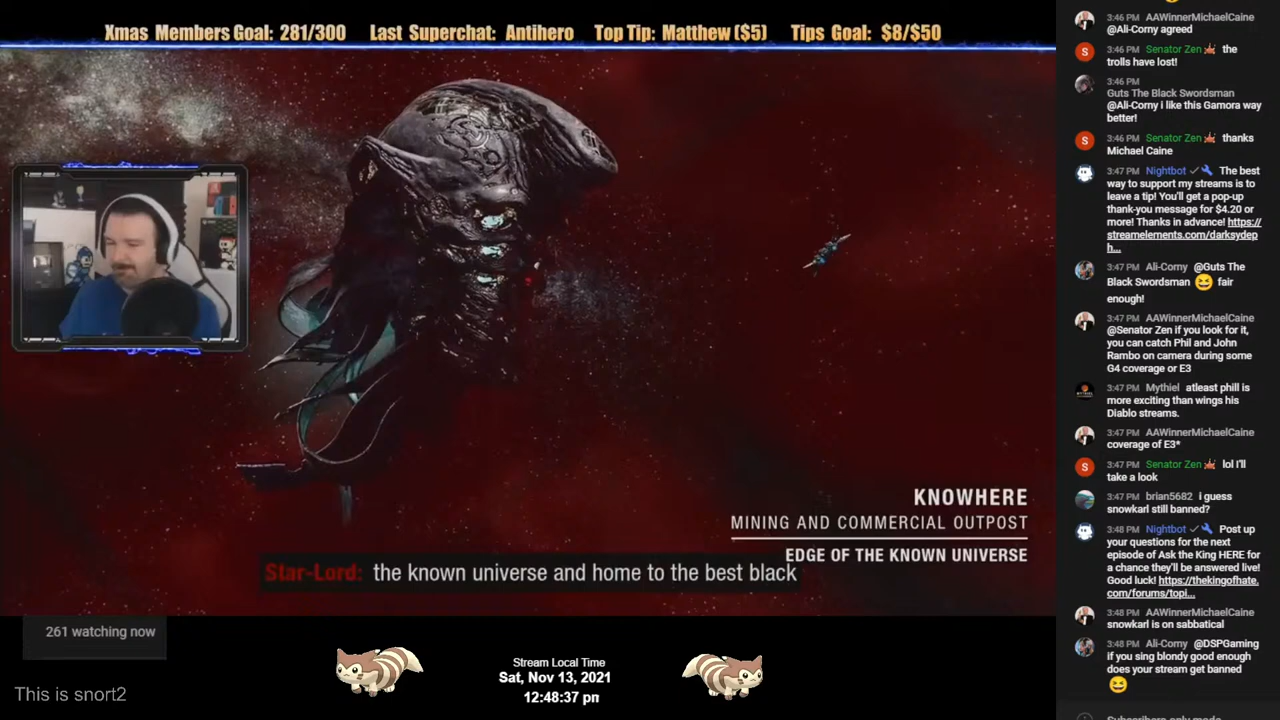 Xmas Members Goal: 281/300 Last Superchat: Antihero Top Tip: Matthew ($5) Tips Goal: $8/$50
KNOWHERE
MINING AND COMMERCIAL OUTPOST
EDGE OF THE KNOWN UNIVERSE
Star-Lord: the known universe and home to the best black
261 watching now
This is snort2
Stream Local Time
Sat, Nov 13, 2021
12:48:37 pm
3:46 PM AAWinnerMichaelCaine
@Ali-Corny agreed
S
3:46 PM Senator Zen the
trolls have lost!
3:46 PM
Guts The Black Swordsman
@Ali-Corny i like this Gamora way
better!
S
3:46 PM Senator Zen thanks
Michael Caine
3:47 PM Nightbot The best
way to support my streams is to
leave a tip! You'll get a pop-up
thank-you message for $4.20 or
more! Thanks in advance! https://
streamelements.com/darksydep
h...
3:47 PM Ali-Corny @Guts The
Black Swordsman 😆 fair
enough!
3:47 PM AAWinnerMichaelCaine
@Senator Zen if you look for it,
you can catch Phil and John
Rambo on camera during some
G4 coverage or E3
3:47 PM Mythiel atleast phill is
more exciting than wings his
Diablo streams.
3:47 PM AAWinnerMichaelCaine
coverage of E3*
S
3:47 PM Senator Zen lol I'll
take a look
3:47 PM brian5682 i guess
snowkarl still banned?
3:48 PM Nightbot Post up
your questions for the next
episode of Ask the King HERE for
a chance they'll be answered live!
Good luck! https://thekingofhate.
com/forums/topi...
3:48 PM AAWinnerMichaelCaine
snowkarl is on sabbatical
3:48 PM Ali-Corny @DSPGaming
if you sing blondy good enough
does your stream get banned
😆
Subscribers-only mode